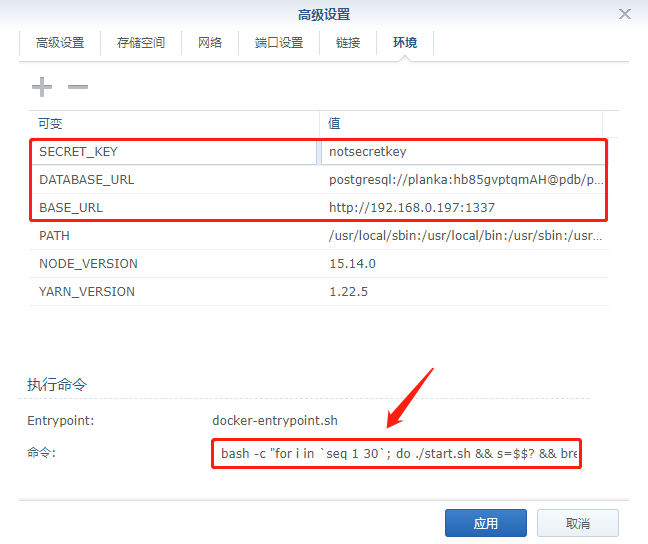 高级设置
高级设置 存储空间 网络 端口设置 链接 环境
可变 值
SECRET_KEY notsecretkey
DATABASE_URL postgresql://planka:hb85gvptqmAH@pdb/p...
BASE_URL http://192.168.0.197:1337
PATH /usr/local/sbin:/usr/local/bin:/usr/sbin:/usr...
NODE_VERSION 15.14.0
YARN_VERSION 1.22.5
执行命令
Entrypoint: docker-entrypoint.sh
命令: bash -c "for i in `seq 1 30`; do ./start.sh && s=$$? && bre
应用 取消